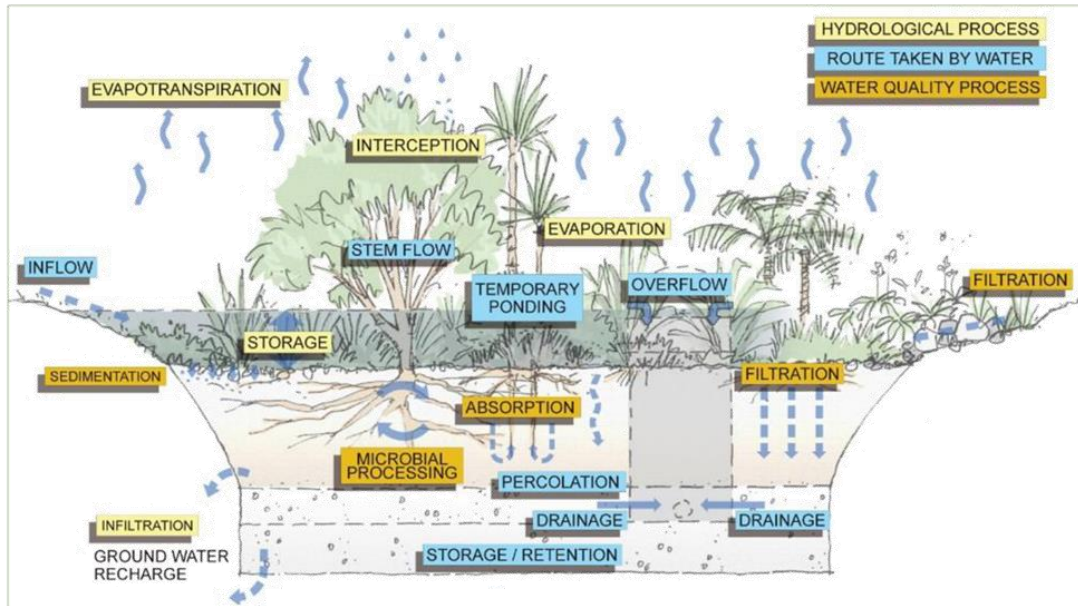 HYDROLOGICAL PROCESS
ROUTE TAKEN BY WATER
WATER QUALITY PROCESS
EVAPOTRANSPIRATION
INTERCEPTION
EVAPORATION
STEM FLOW
INFLOW
TEMPORARY
PONDING
OVERFLOW
FILTRATION
STORAGE
SEDIMENTATION
FILTRATION
ABSORPTION
MICROBIAL
PROCESSING
PERCOLATION
INFILTRATION
GROUND WATER
RECHARGE
DRAINAGE
DRAINAGE
STORAGE / RETENTION